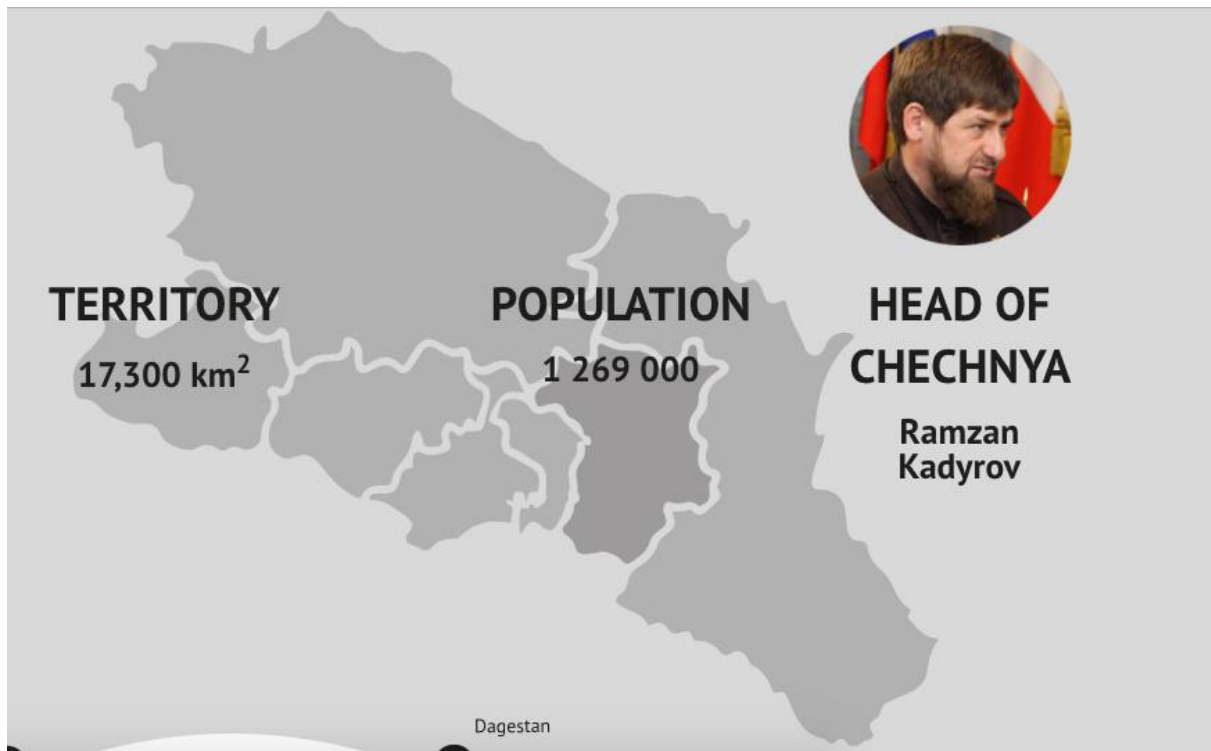 TERRITORY
17,300 km²
POPULATION
1 269 000
HEAD OF
CHECHNYA
Ramzan
Kadyrov
Dagestan